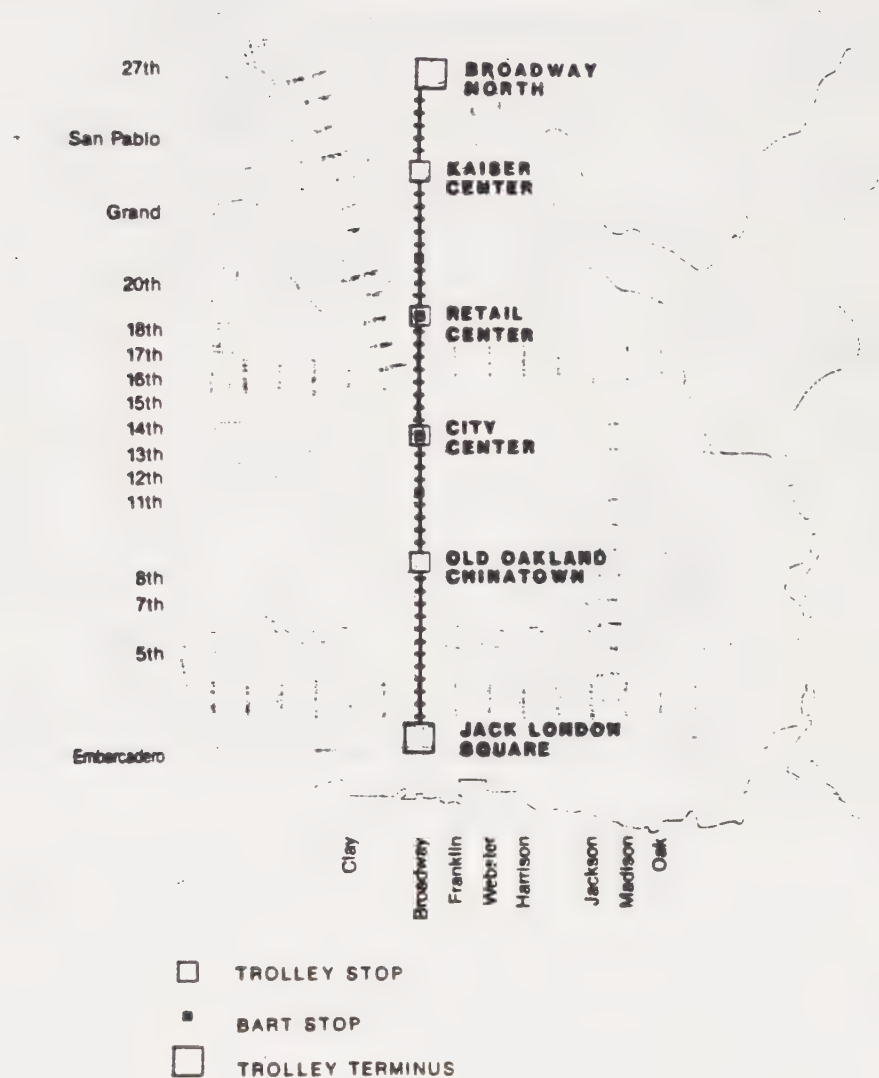 27th
San Pablo
Grand
20th
18th
17th
16th
15th
14th
13th
12th
11th
8th
7th
5th
Embarcadero
BROADWAY
NORTH
KAISER
CENTER
RETAIL
CENTER
CITY
CENTER
OLD OAKLAND
CHINATOWN
JACK LONDON
SQUARE
Clay
Broadway
Franklin
Webster
Harrison
Jackson
Madison
Oak
TROLLEY STOP
BART STOP
TROLLEY TERMINUS